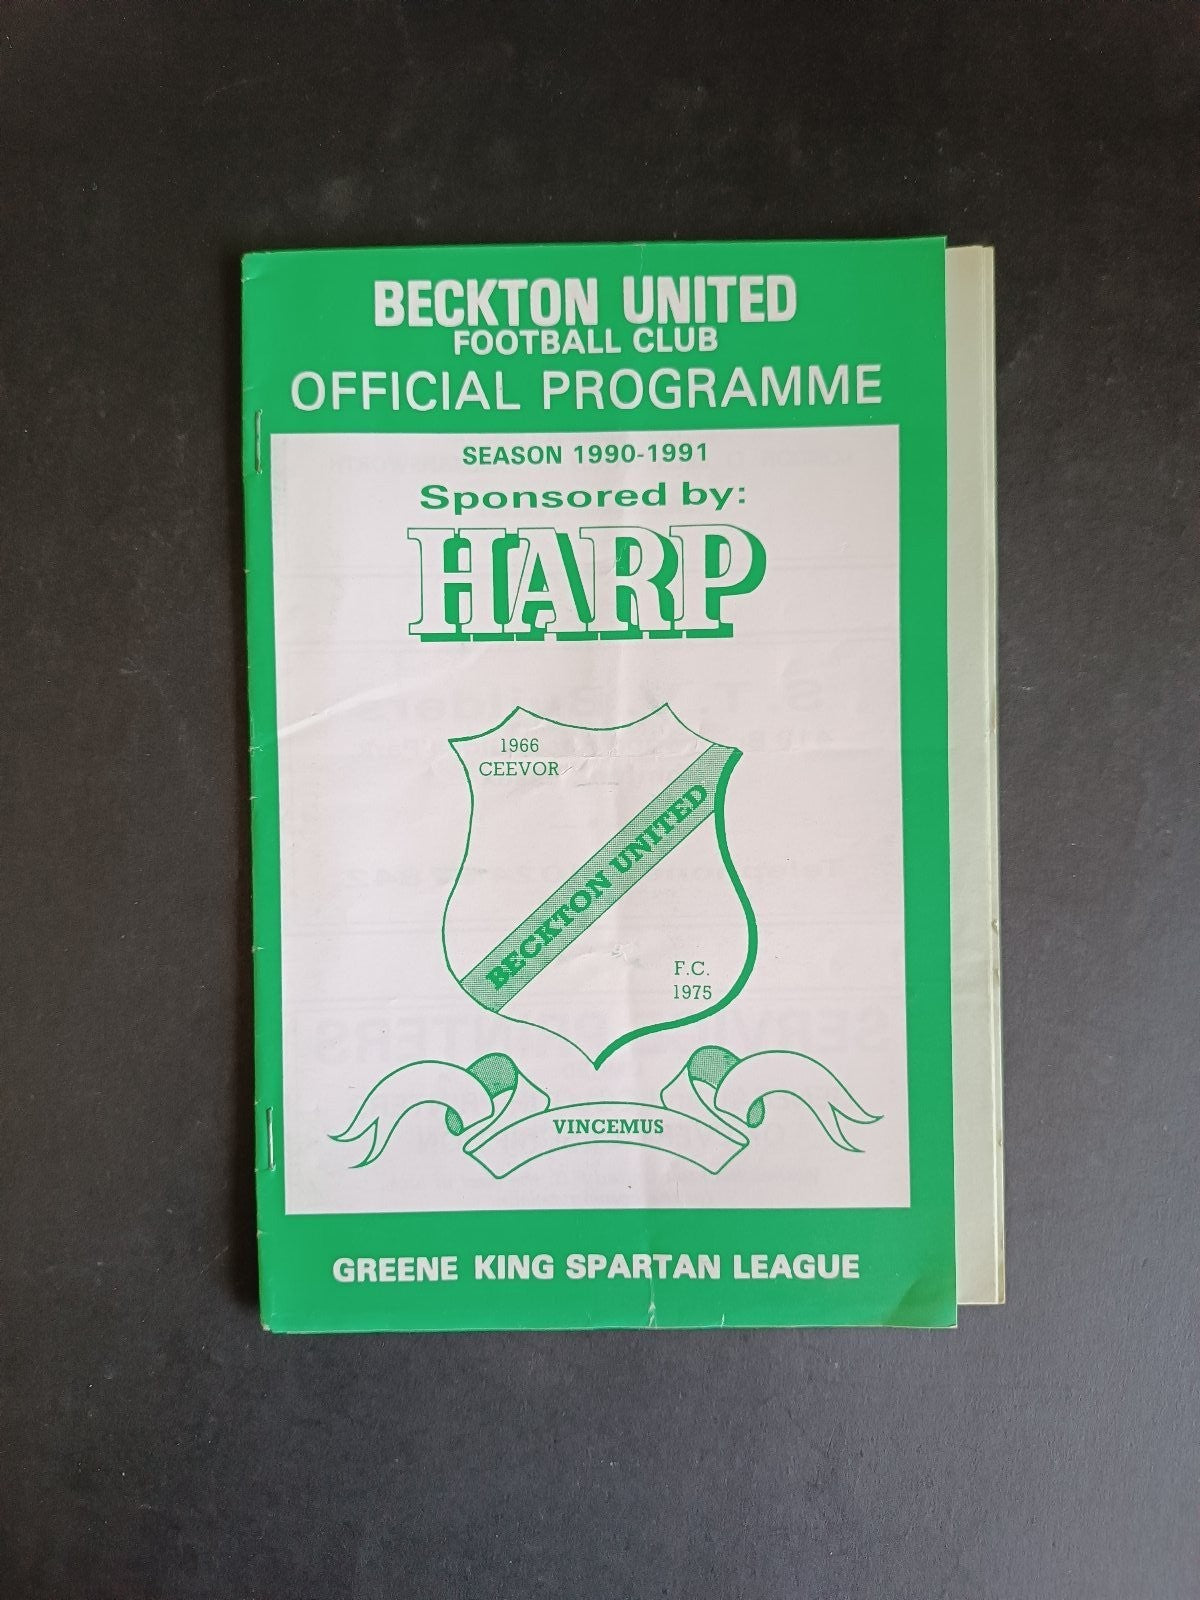 BECKTON UNITED
FOOTBALL CLUB
OFFICIAL PROGRAMME
SEASON 1990-1991
Sponsored by:
HARP
1966
CEEVOR
BECKTON UNITED
F.C.
1975
VINCEMUS
GREENE KING SPARTAN LEAGUE